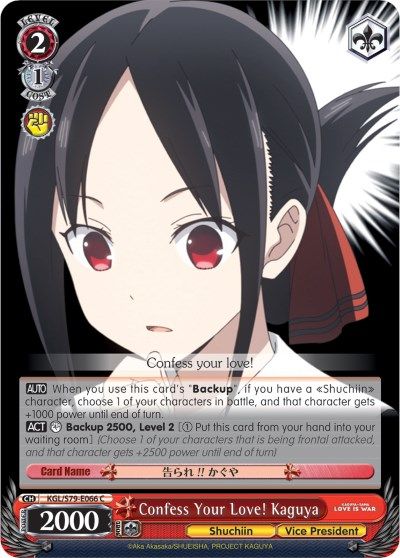 LEVEL
2
1
COST
2
Confess your love!
AUTO When you use this card's "Backup", if you have a «Shuchiin»
character, choose 1 of your characters in battle, and that character gets
+1000 power until end of turn.
ACT Backup 2500, Level 2 [① Put this card from your hand into your
waiting room] (Choose 1 of your characters that is being frontal attacked,
and that character gets +2500 power until end of turn)
Card Name 告られ!! かぐや
CH KGL/S79-E066 C
POWER 2000 Confess Your Love! Kaguya
KAGUYA-SAMA
LOVE IS WAR
Shuchiin Vice President
©Aka Akasaka/SHUEISHA, PROJECT KAGUYA